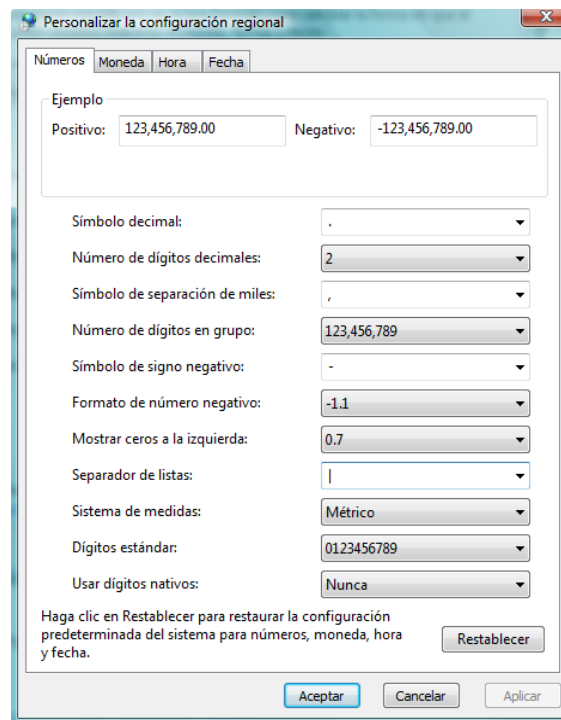 Personalizar la configuración regional
Números Moneda Hora Fecha
Ejemplo
Positivo: 123,456,789.00 Negativo: -123,456,789.00
Símbolo decimal: .
Número de dígitos decimales: 2
Símbolo de separación de miles: ,
Número de dígitos en grupo: 123,456,789
Símbolo de signo negativo: -
Formato de número negativo: -1.1
Mostrar ceros a la izquierda: 0.7
Separador de listas: |
Sistema de medidas: Métrico
Dígitos estándar: 0123456789
Usar dígitos nativos: Nunca
Haga clic en Restablecer para restaurar la configuración
predeterminada del sistema para números, moneda, hora
y fecha.
Restablecer
Aceptar Cancelar Aplicar